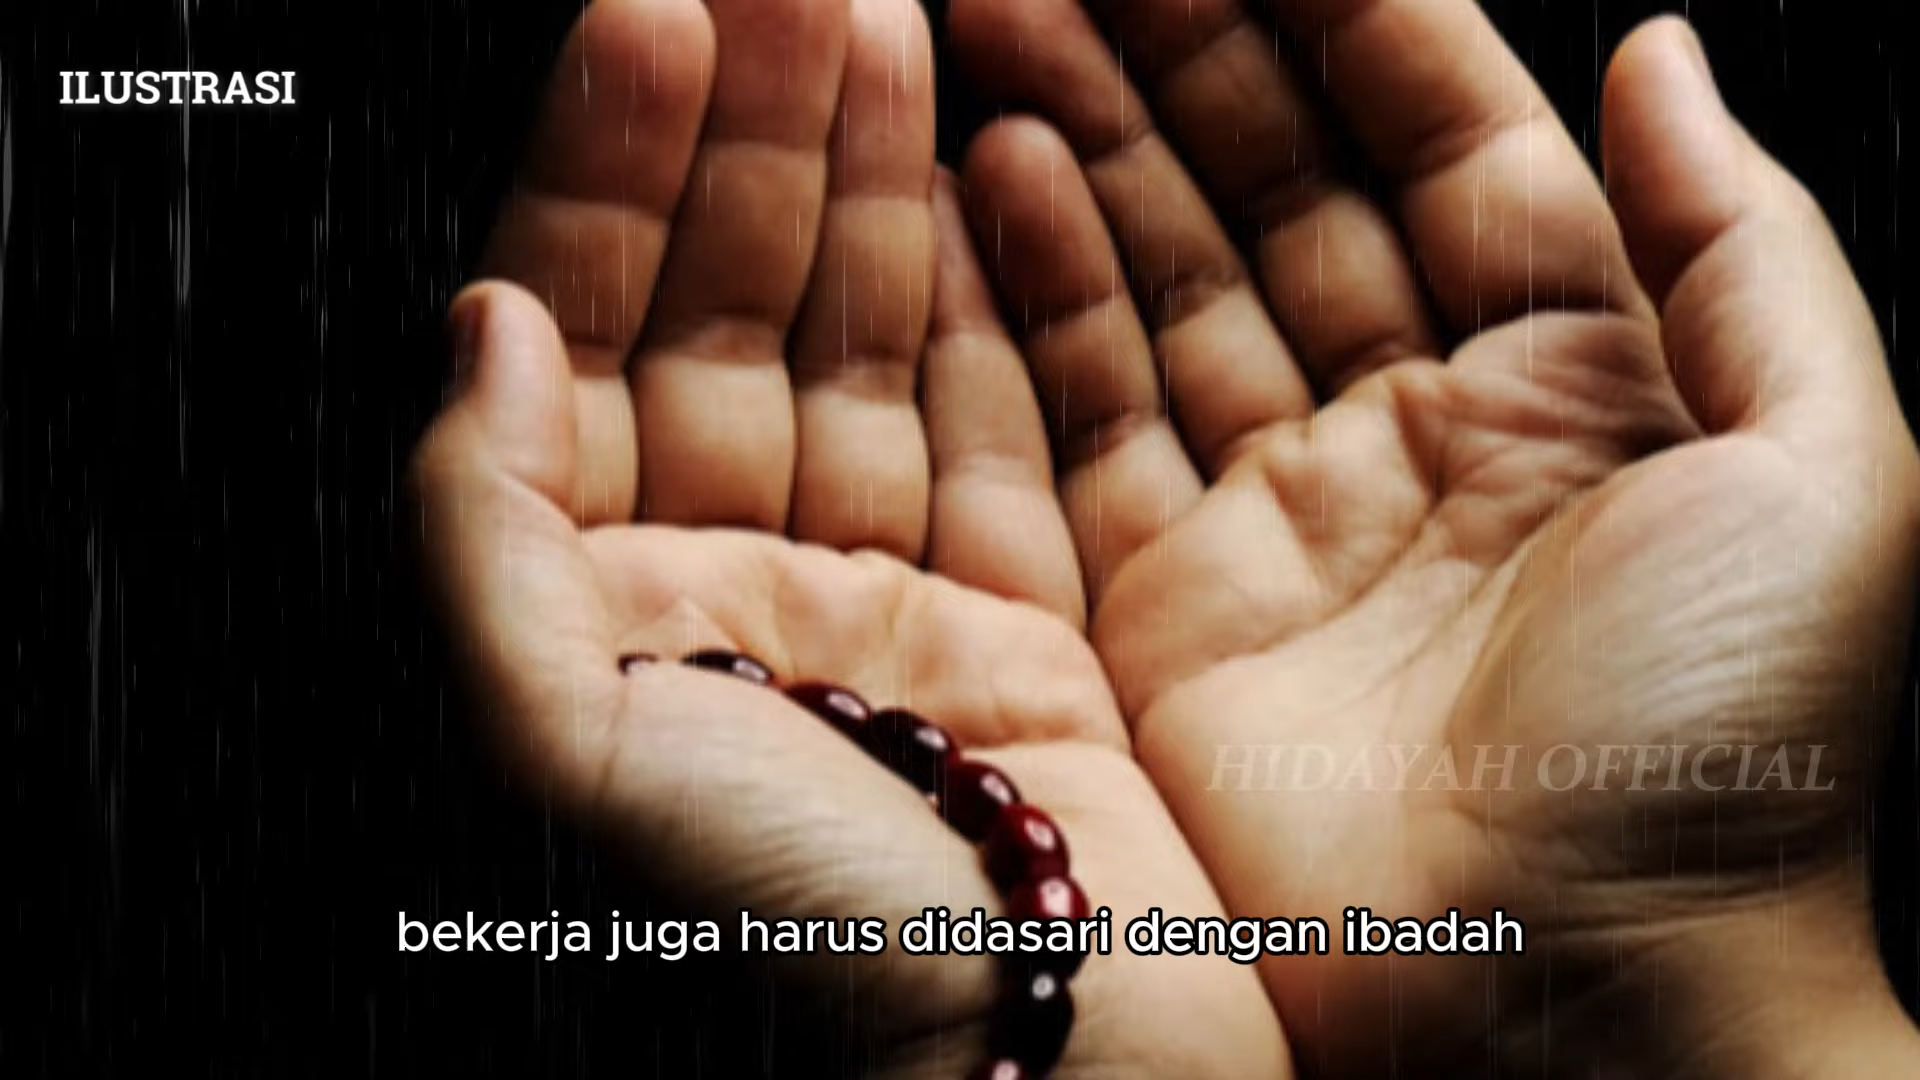 ILUSTRASI
HIDAYAH OFFICIAL
bekerja juga harus didasari dengan ibadah